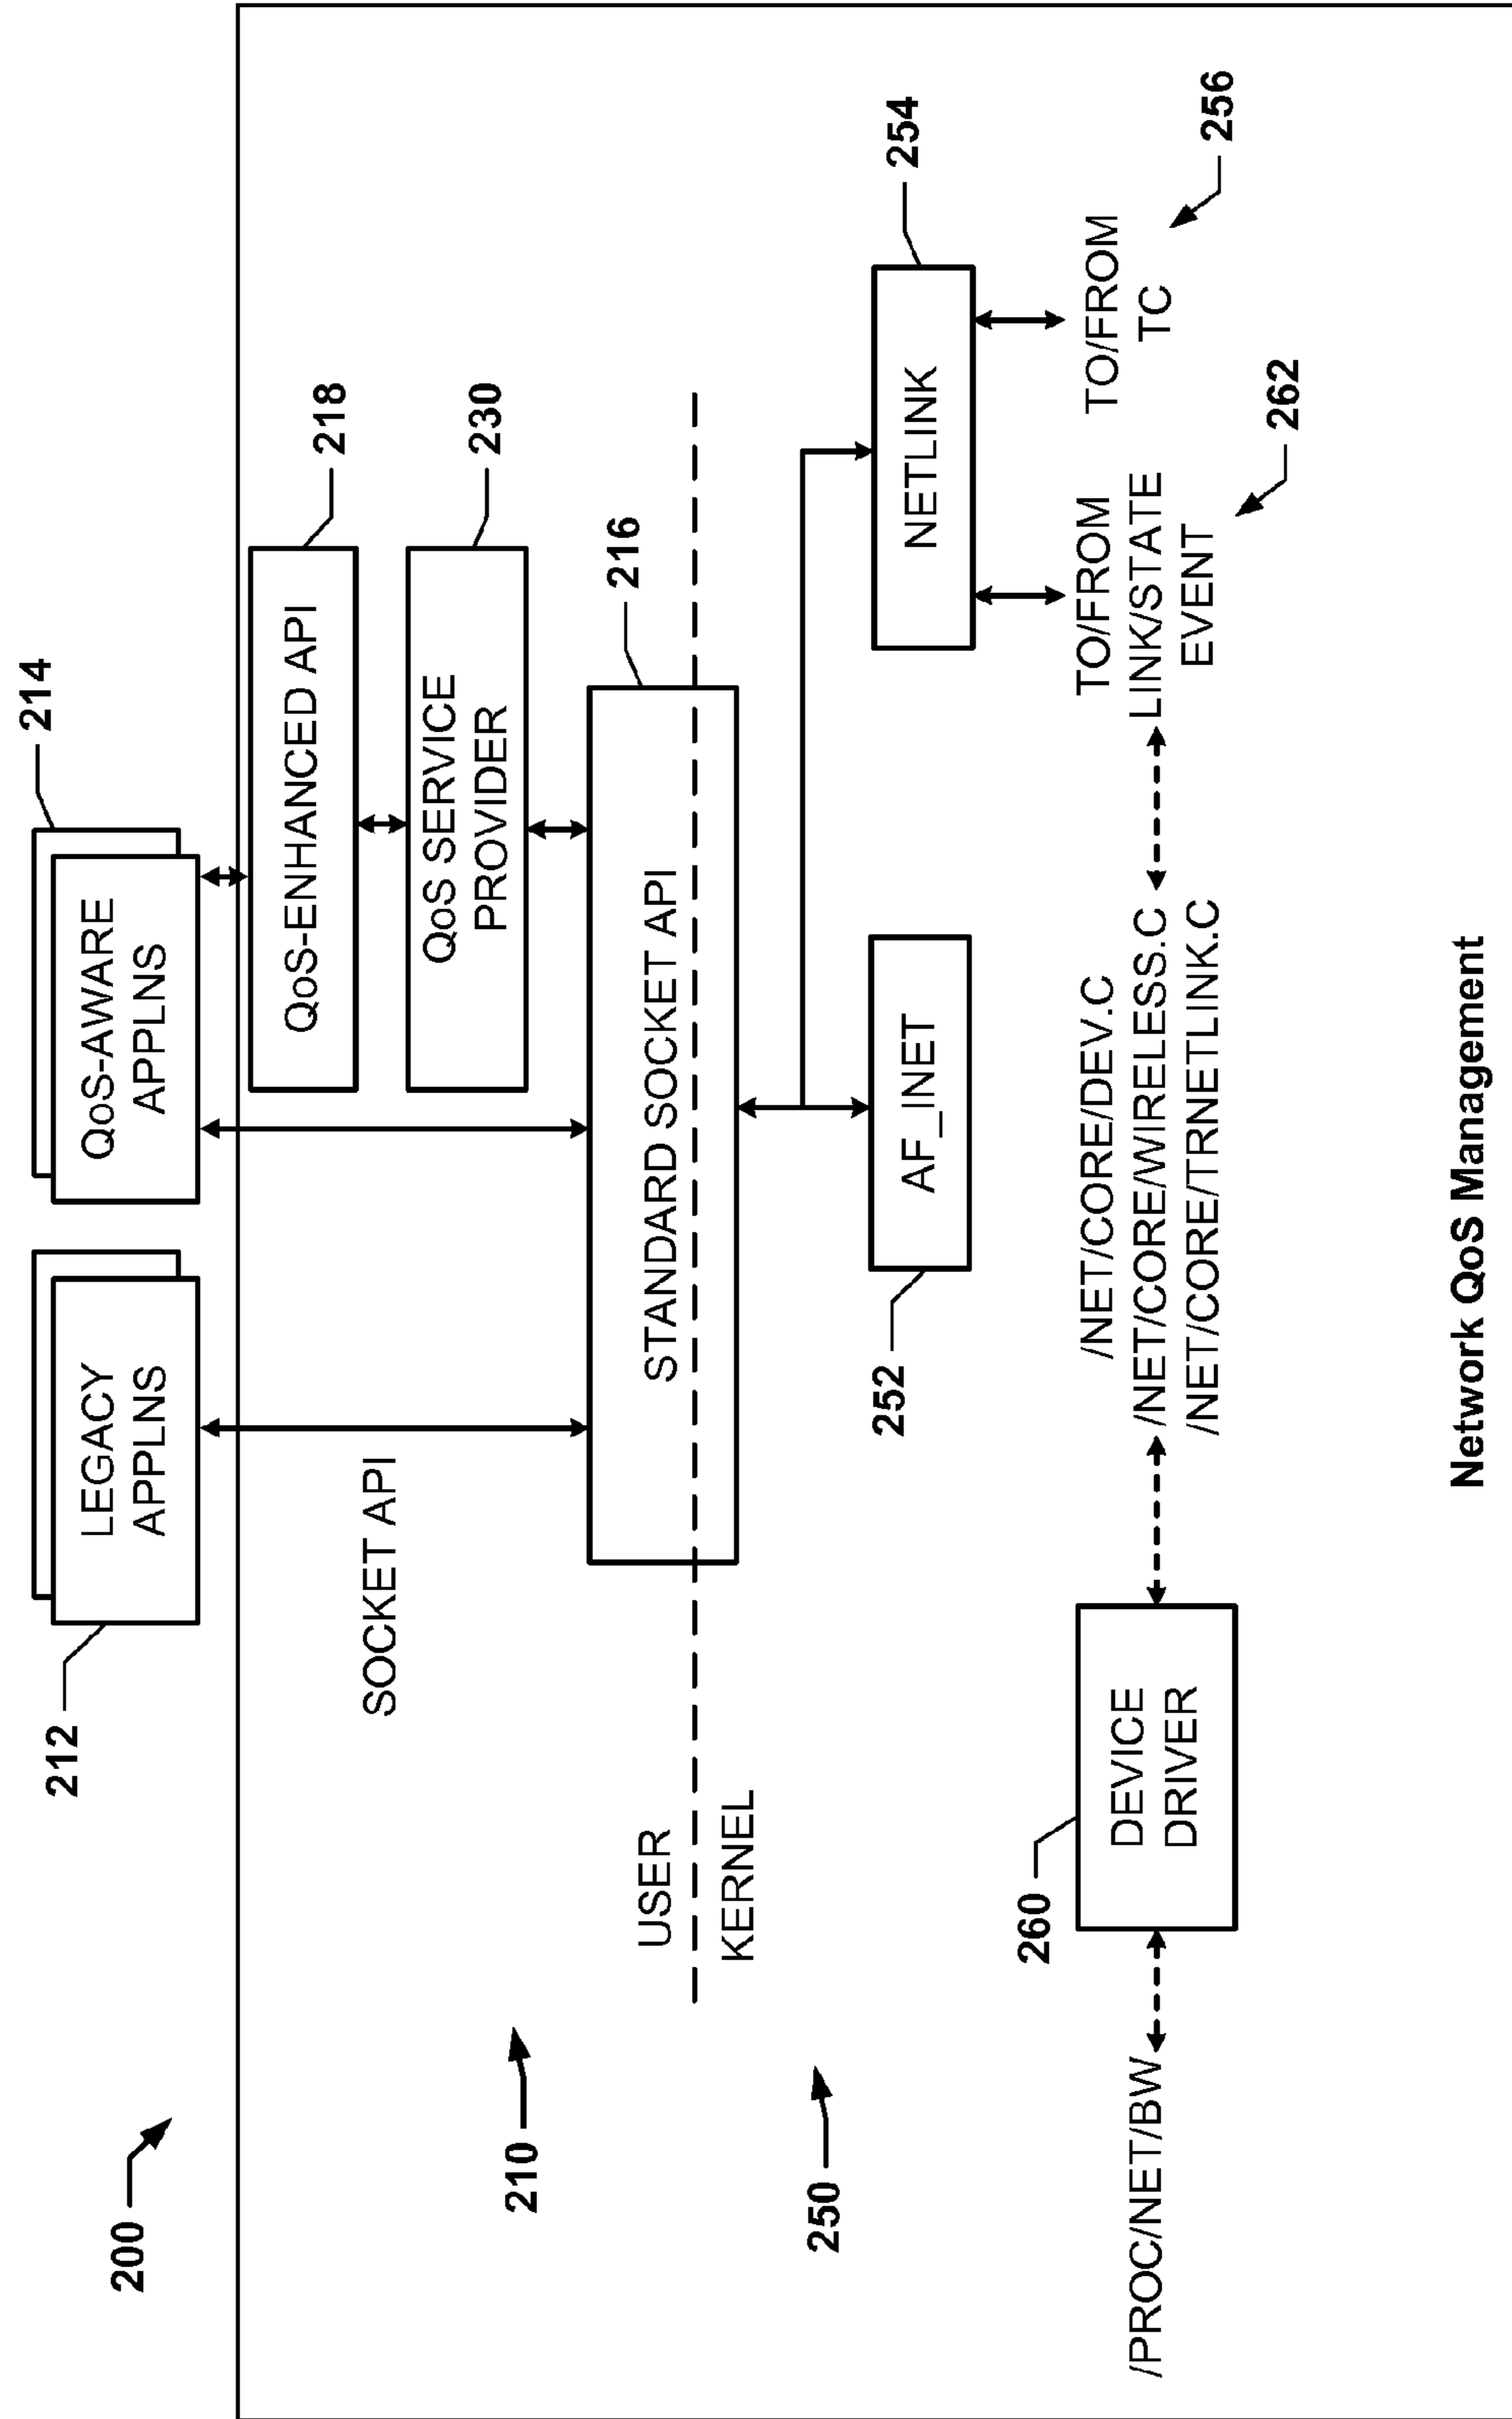 200
212
LEGACY
APPLNS
214
QoS-AWARE
APPLNS
SOCKET API
QoS-ENHANCED API
218
QoS SERVICE
PROVIDER
230
210
216
STANDARD SOCKET API
USER
KERNEL
250
252
AF_INET
NETLINK
254
260
/PROC/NET/BW
DEVICE
DRIVER
/NET/CORE/DEV.C
/NET/CORE/WIRELESS.C
/NET/CORE/TRNETLINK.C
TO/FROM
LINK/STATE
EVENT
262
TO/FROM
TC
256
Network QoS Management